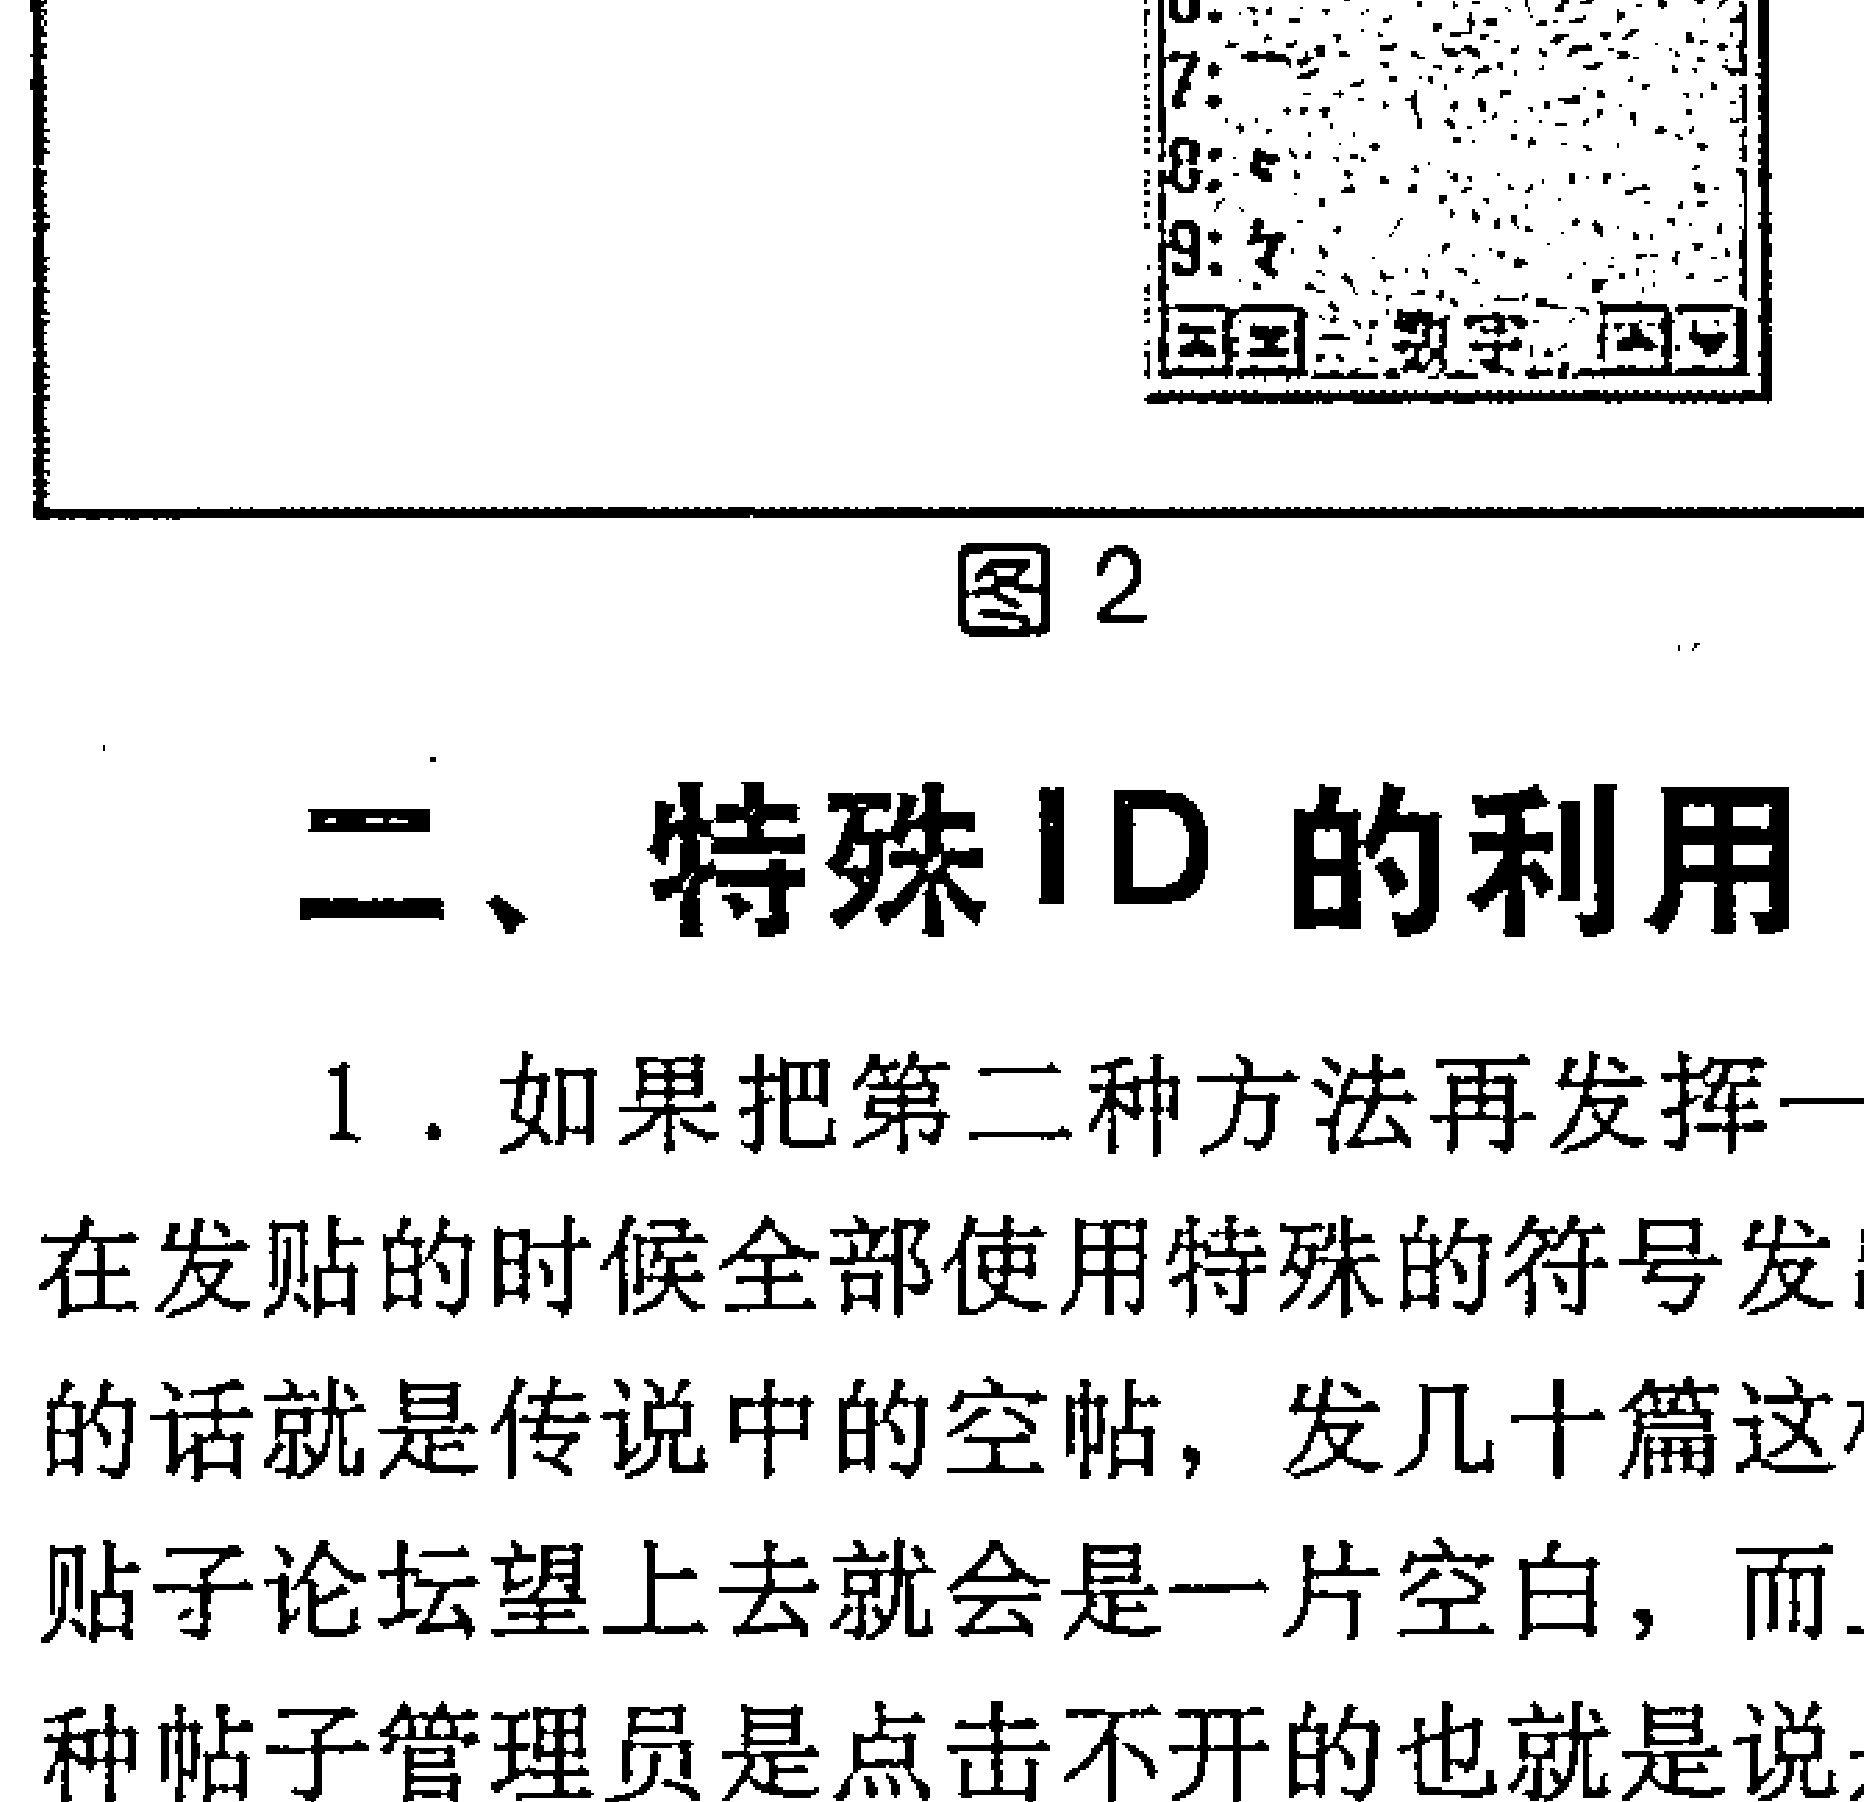 7: 一
8:
9:
数字
图 2
二、特殊 ID 的利用
1．如果把第二种方法再发挥一
在发贴的时候全部使用特殊的符号发
的话就是传说中的空帖，发几十篇这
贴子论坛望上去就会是一片空白，而
种帖子管理员是点击不开的也就是说